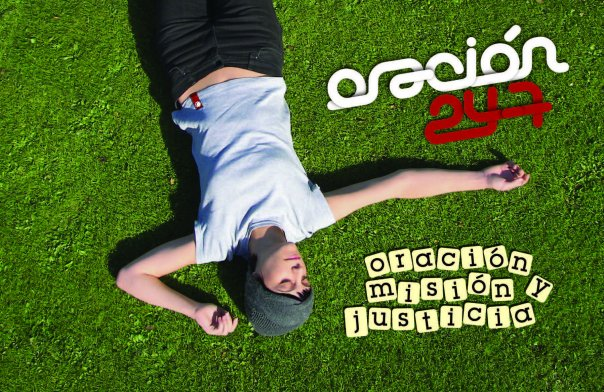 oración
24-7
oración
misión y
justicia